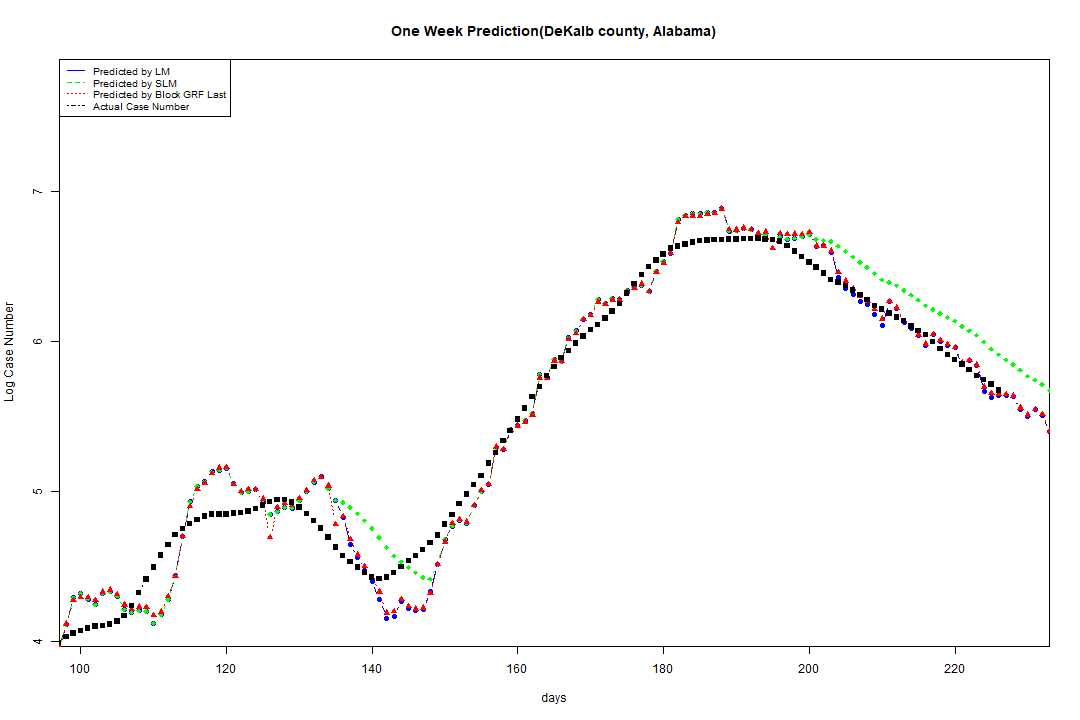 One Week Prediction(DeKalb county, Alabama)
Predicted by LM
Predicted by SLM
Predicted by Block GRF Last
Actual Case Number
Log Case Number
7
6
5
4
100 120 140 160 180 200 220
days